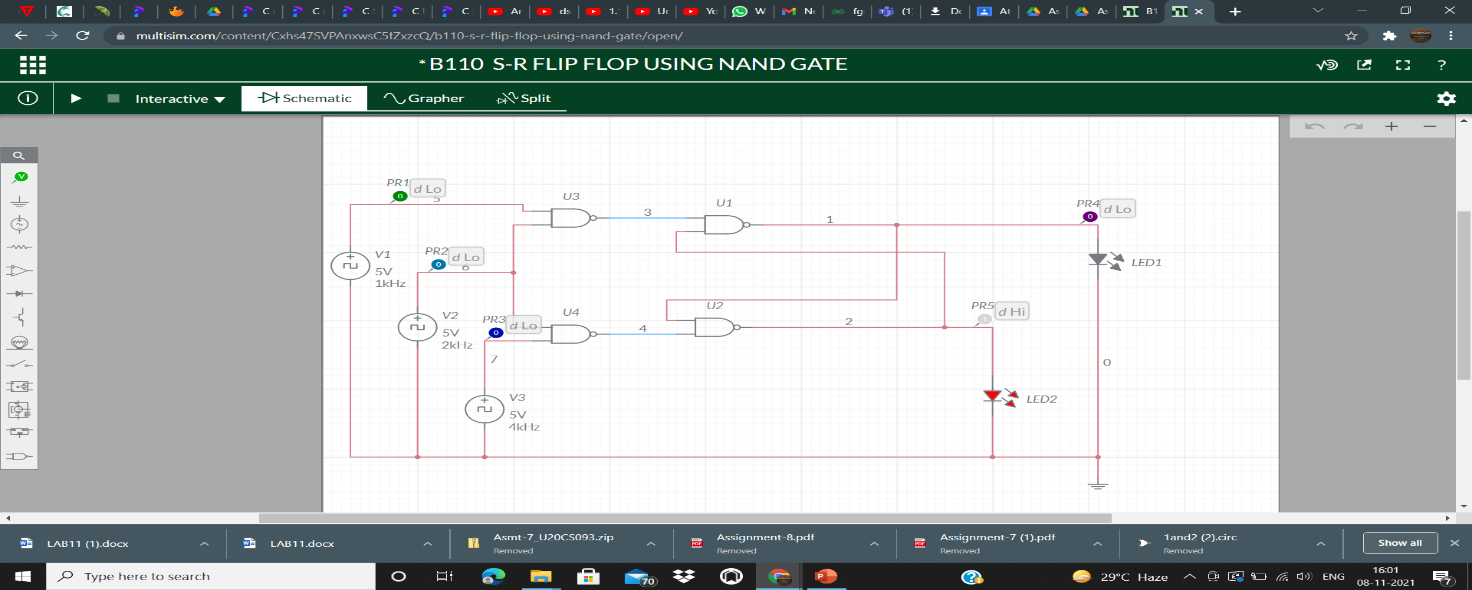 multisim.com/content/Cxhs47SVPAnxwsC5fZxzcQ/b110-s-r-flip-flop-using-nand-gate/open/
*B110 S-R FLIP FLOP USING NAND GATE
Interactive Schematic Grapher Split
PR1 d Lo
5
U3
3
U1
1
PR4 d Lo
V1
5V
1kHz
PR2 d Lo
6
LED1
V2
5V
2kHz
PR3 d Lo
U4
4
U2
2
PR5 d Hi
7
0
V3
5V
4kHz
LED2
LAB11 (1).docx
LAB11.docx
Asmt-7_U20CS093.zip
Removed
Assignment-8.pdf
Removed
Assignment-7 (1).pdf
Removed
1and2 (2).circ
Removed
Show all
Type here to search
70
29°C Haze
ENG
16:01
08-11-2021
7